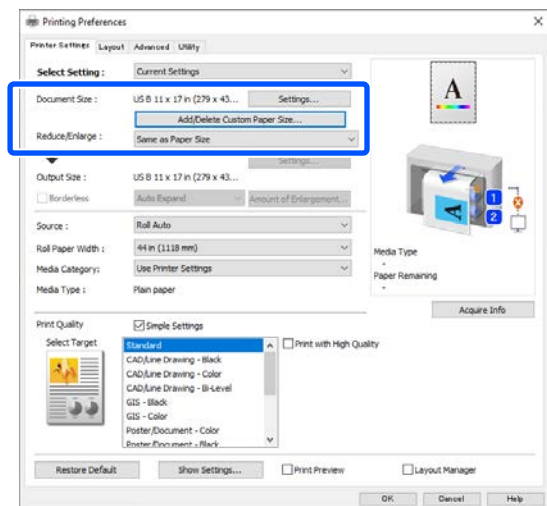 Printing Preferences
Printer Settings Layout Advanced Utility
Select Setting : Current Settings
Document Size : US B 11 x 17 in (279 x 43... Settings...
Add/Delete Custom Paper Size...
Reduce/Enlarge : Same as Paper Size
Settings...
Output Size : US B 11 x 17 in (279 x 43...
Borderless Auto Expand Amount of Enlargement...
Source : Roll Auto
Roll Paper Width : 44 in (1118 mm)
Media Category: Use Printer Settings
Media Type : Plain paper
A
A
1
2
Media Type
-
Paper Remaining
-
Acquire Info
Print Quality Simple Settings
Select Target
Standard
CAD/Line Drawing - Black
CAD/Line Drawing - Color
CAD/Line Drawing - Bi-Level
GIS - Black
GIS - Color
Poster/Document - Color
Poster/Document - Black
Print with High Quality
Restore Default Show Settings... Print Preview Layout Manager
OK Cancel Help